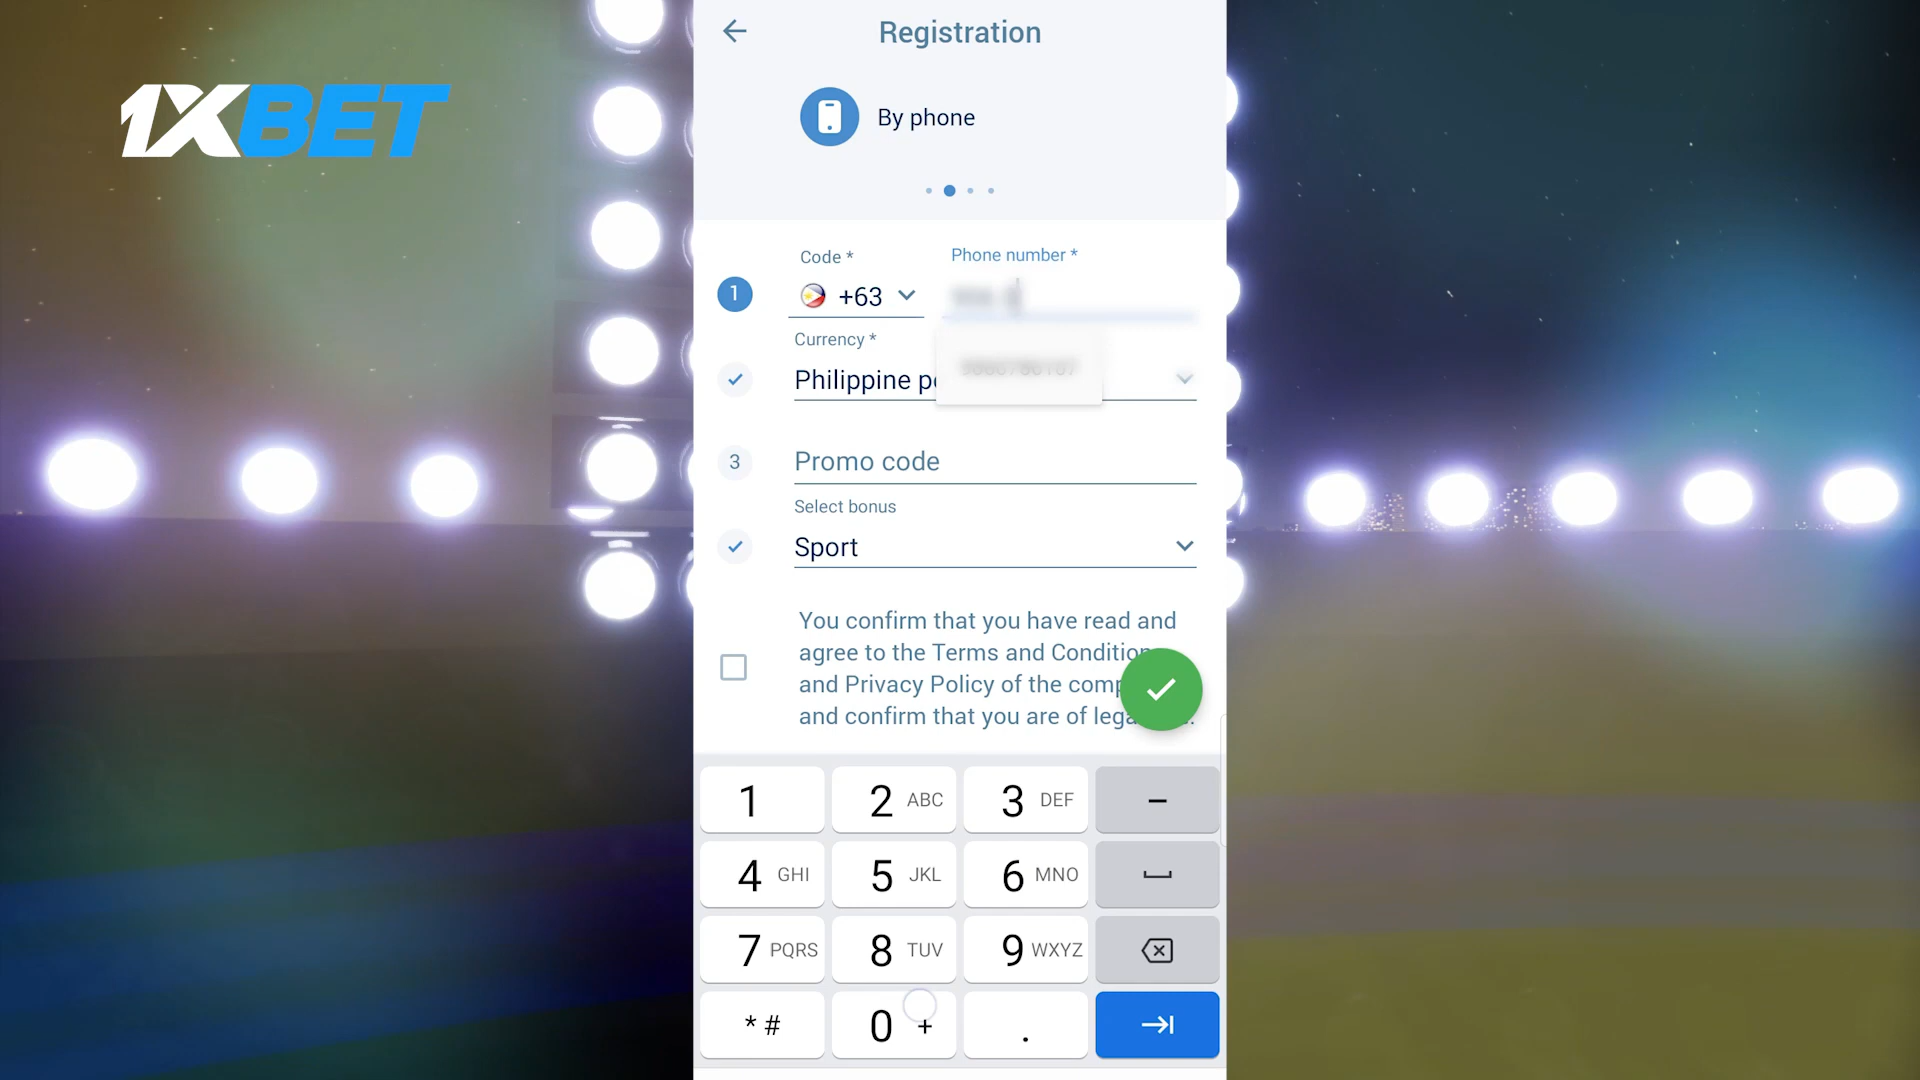 1XBET
Registration
By phone
Code *
Phone number *
1
+63
Currency *
Philippine
3
Promo code
Select bonus
Sport
You confirm that you have read and
agree to the Terms and Condition
and Privacy Policy of the comp
and confirm that you are of lega
1
2 ABC
3 DEF
–
4 GHI
5 JKL
6 MNO
7 PQRS
8 TUV
9 WXYZ
* #
0 +
.